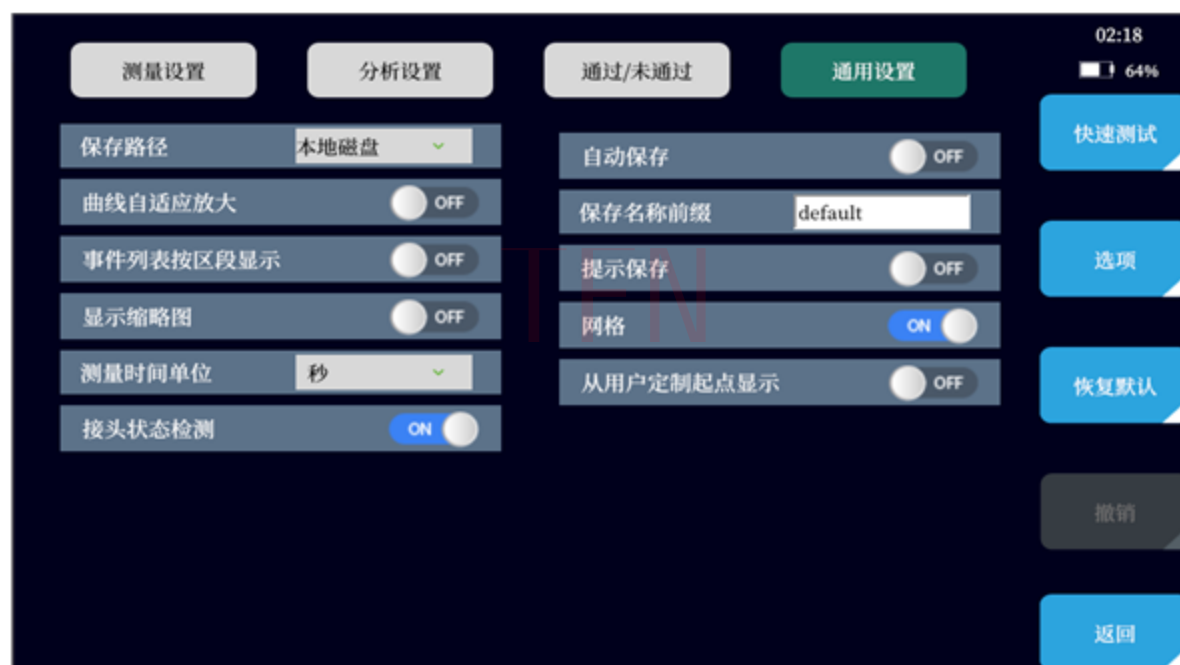 02:18
64%
测量设置
分析设置
通过/未通过
通用设置
保存路径 本地磁盘
曲线自适应放大 OFF
事件列表按区段显示 OFF
显示缩略图 OFF
测量时间单位 秒
接头状态检测 ON
自动保存 OFF
保存名称前缀 default
提示保存 OFF
网格 ON
从用户定制起点显示 OFF
TFN
快速测试
选项
恢复默认
撤销
返回